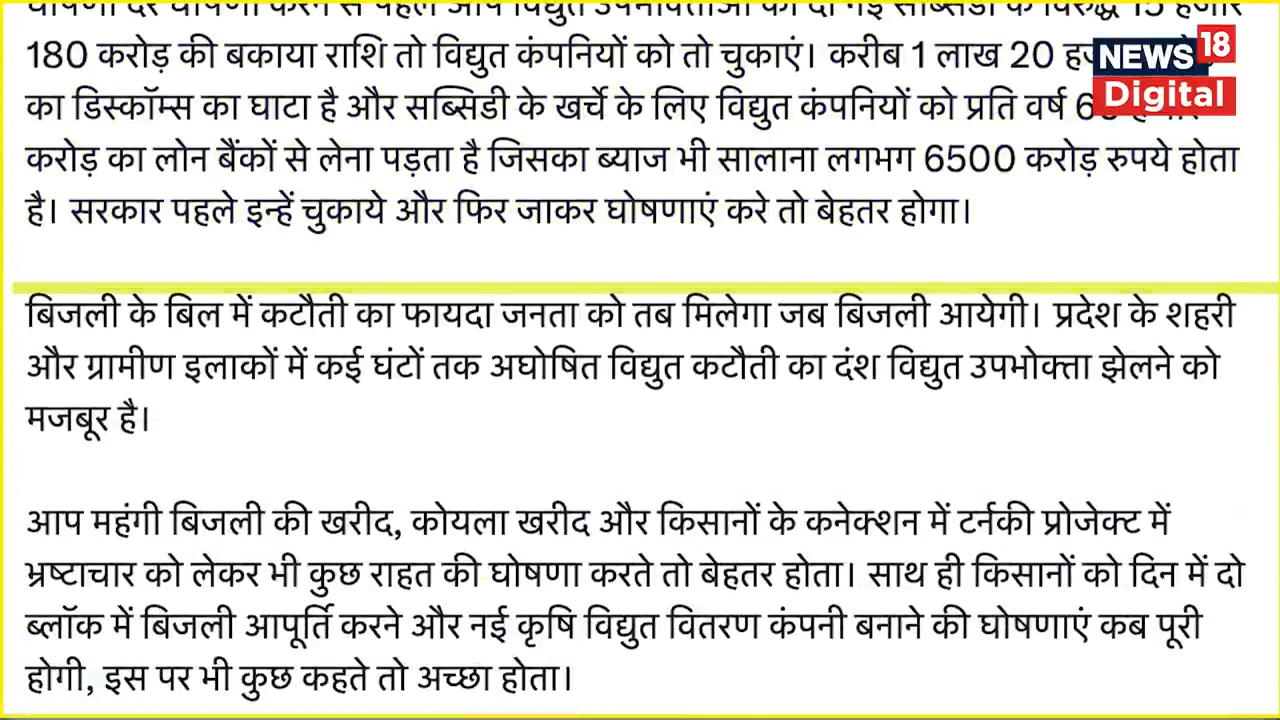 180 करोड़ की बकाया राशि तो विद्युत कंपनियों को तो चुकाएं। करीब 1 लाख 20
का डिस्कॉम्स का घाटा है और सब्सिडी के खर्चे के लिए विद्युत कंपनियों को प्रति वर्ष
करोड़ का लोन बैंकों से लेना पड़ता है जिसका ब्याज भी सालाना लगभग 6500 करोड़ रुपये होता
है। सरकार पहले इन्हें चुकाये और फिर जाकर घोषणाएं करे तो बेहतर होगा।
बिजली के बिल में कटौती का फायदा जनता को तब मिलेगा जब बिजली आयेगी। प्रदेश के शहरी
और ग्रामीण इलाकों में कई घंटों तक अघोषित विद्युत कटौती का दंश विद्युत उपभोक्ता झेलने को
मजबूर है।
आप महंगी बिजली की खरीद, कोयला खरीद और किसानों के कनेक्शन में टर्नकी प्रोजेक्ट में
भ्रष्टाचार को लेकर भी कुछ राहत की घोषणा करते तो बेहतर होता। साथ ही किसानों को दिन में दो
ब्लॉक में बिजली आपूर्ति करने और नई कृषि विद्युत वितरण कंपनी बनाने की घोषणाएं कब पूरी
होगी, इस पर भी कुछ कहते तो अच्छा होता।
NEWS 18
Digital